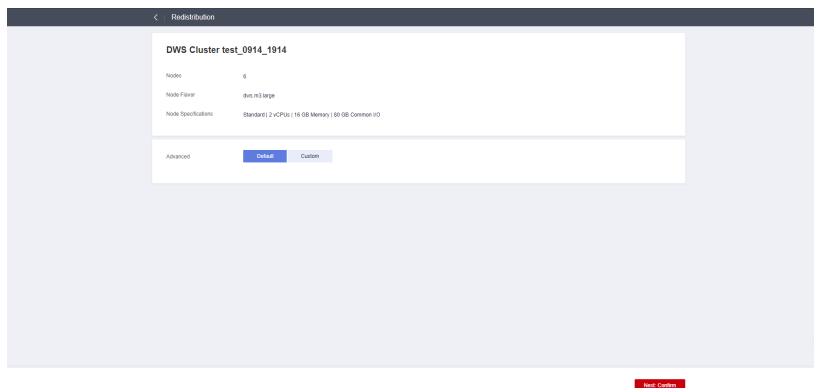 Redistribution
DWS Cluster test_0914_1914
Nodes 6
Node Flavor dws.m3.large
Node Specifications Standard | 2 vCPUs | 16 GB Memory | 80 GB Common I/O
Advanced Default Custom
Next: Confirm